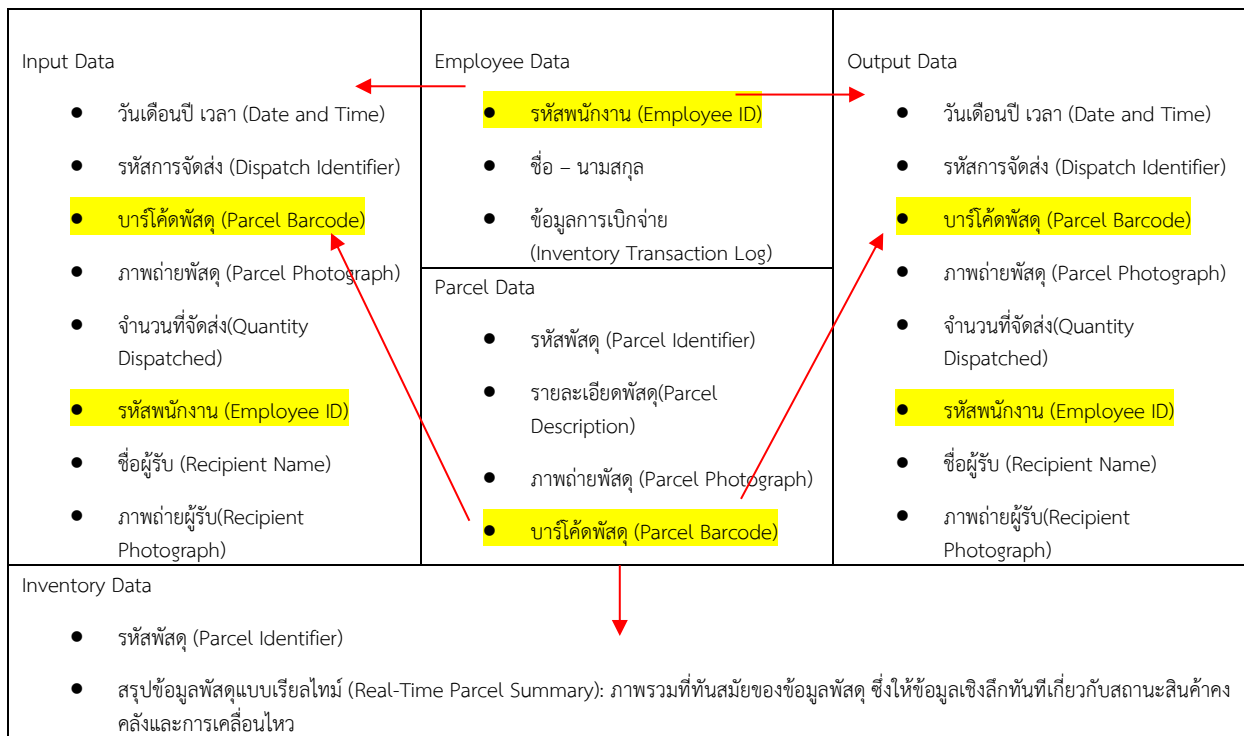 Input Data
● วันเดือนปี เวลา (Date and Time)
● รหัสการจัดส่ง (Dispatch Identifier)
● บาร์โค้ดพัสดุ (Parcel Barcode)
● ภาพถ่ายพัสดุ (Parcel Photograph)
● จำนวนที่จัดส่ง(Quantity
Dispatched)
● รหัสพนักงาน (Employee ID)
● ชื่อผู้รับ (Recipient Name)
● ภาพถ่ายผู้รับ(Recipient
Photograph)
Employee Data
● รหัสพนักงาน (Employee ID)
● ชื่อ – นามสกุล
● ข้อมูลการเบิกจ่าย
(Inventory Transaction Log)
Parcel Data
● รหัสพัสดุ (Parcel Identifier)
● รายละเอียดพัสดุ(Parcel
Description)
● ภาพถ่ายพัสดุ (Parcel Photograph)
● บาร์โค้ดพัสดุ (Parcel Barcode)
Output Data
● วันเดือนปี เวลา (Date and Time)
● รหัสการจัดส่ง (Dispatch Identifier)
● บาร์โค้ดพัสดุ (Parcel Barcode)
● ภาพถ่ายพัสดุ (Parcel Photograph)
● จำนวนที่จัดส่ง(Quantity
Dispatched)
● รหัสพนักงาน (Employee ID)
● ชื่อผู้รับ (Recipient Name)
● ภาพถ่ายผู้รับ(Recipient
Photograph)
Inventory Data
● รหัสพัสดุ (Parcel Identifier)
● สรุปข้อมูลพัสดุแบบเรียลไทม์ (Real-Time Parcel Summary): ภาพรวมที่ทันสมัยของข้อมูลพัสดุ ซึ่งให้ข้อมูลเชิงลึกทันทีเกี่ยวกับสถานะสินค้าคง
คลังและการเคลื่อนไหว